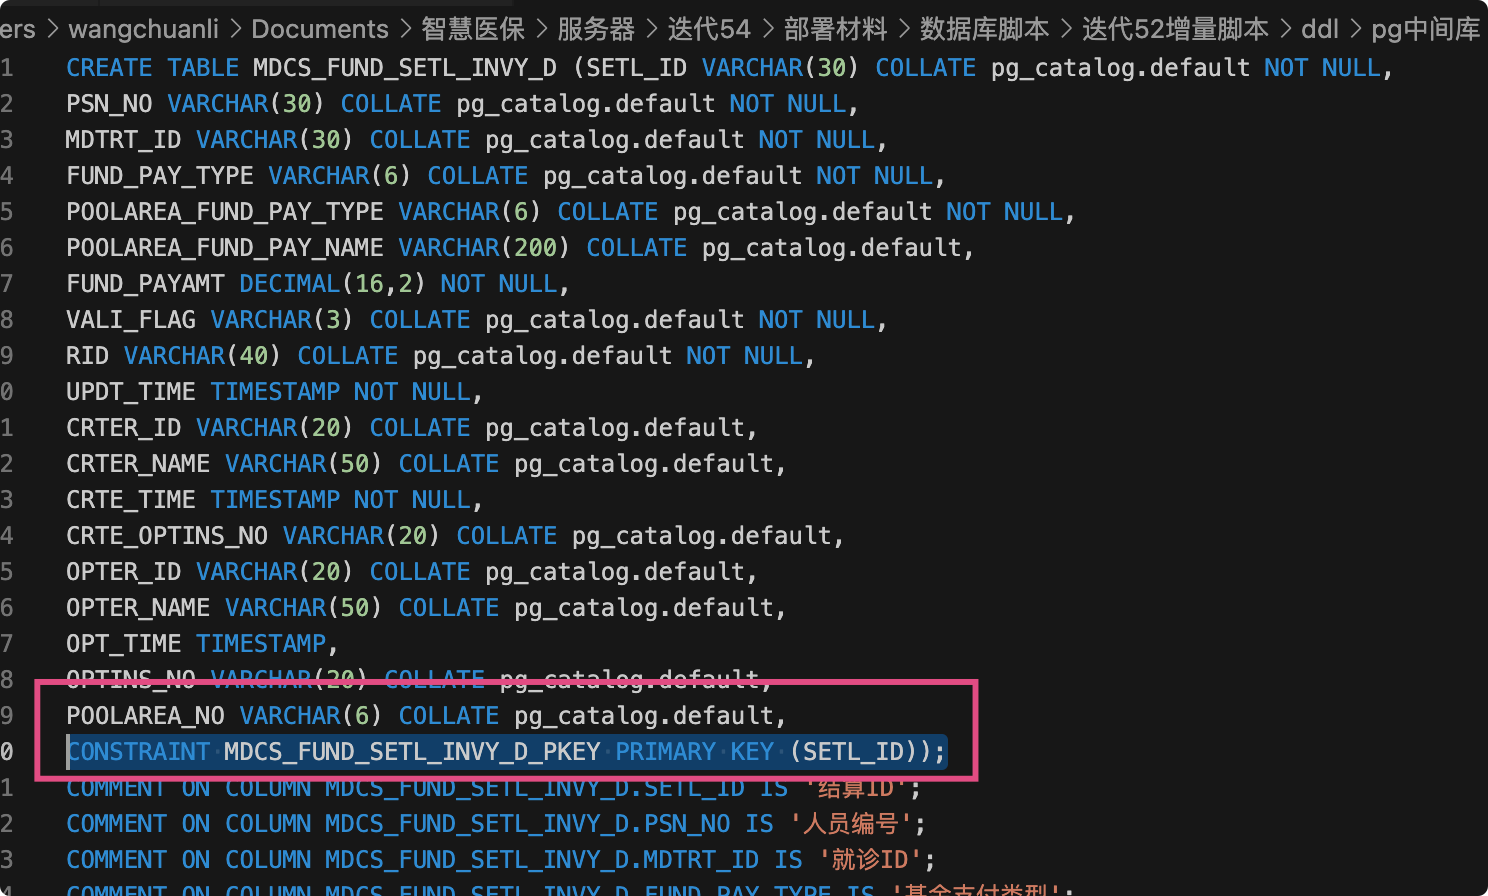 ers > wangchuanli > Documents > 智慧医保 > 服务器 > 迭代54 > 部署材料 > 数据库脚本 > 迭代52增量脚本 > ddl > pg中间库
1 CREATE TABLE MDCS_FUND_SETL_INVY_D (SETL_ID VARCHAR(30) COLLATE pg_catalog.default NOT NULL,
2 PSN_NO VARCHAR(30) COLLATE pg_catalog.default NOT NULL,
3 MDTRT_ID VARCHAR(30) COLLATE pg_catalog.default NOT NULL,
4 FUND_PAY_TYPE VARCHAR(6) COLLATE pg_catalog.default NOT NULL,
5 POOLAREA_FUND_PAY_TYPE VARCHAR(6) COLLATE pg_catalog.default NOT NULL,
6 POOLAREA_FUND_PAY_NAME VARCHAR(200) COLLATE pg_catalog.default,
7 FUND_PAYAMT DECIMAL(16,2) NOT NULL,
8 VALI_FLAG VARCHAR(3) COLLATE pg_catalog.default NOT NULL,
9 RID VARCHAR(40) COLLATE pg_catalog.default NOT NULL,
0 UPDT_TIME TIMESTAMP NOT NULL,
1 CRTER_ID VARCHAR(20) COLLATE pg_catalog.default,
2 CRTER_NAME VARCHAR(50) COLLATE pg_catalog.default,
3 CRTE_TIME TIMESTAMP NOT NULL,
4 CRTE_OPTINS_NO VARCHAR(20) COLLATE pg_catalog.default,
5 OPTER_ID VARCHAR(20) COLLATE pg_catalog.default,
6 OPTER_NAME VARCHAR(50) COLLATE pg_catalog.default,
7 OPT_TIME TIMESTAMP,
8 OPTINS_NO VARCHAR(20) COLLATE pg_catalog.default,
9 POOLAREA_NO VARCHAR(6) COLLATE pg_catalog.default,
0 CONSTRAINT MDCS_FUND_SETL_INVY_D_PKEY PRIMARY KEY (SETL_ID));
1 COMMENT ON COLUMN MDCS_FUND_SETL_INVY_D.SETL_ID IS '结算ID';
2 COMMENT ON COLUMN MDCS_FUND_SETL_INVY_D.PSN_NO IS '人员编号';
3 COMMENT ON COLUMN MDCS_FUND_SETL_INVY_D.MDTRT_ID IS '就诊ID';
4 COMMENT ON COLUMN MDCS_FUND_SETL_INVY_D.FUND_PAY_TYPE IS '基金支付类型';